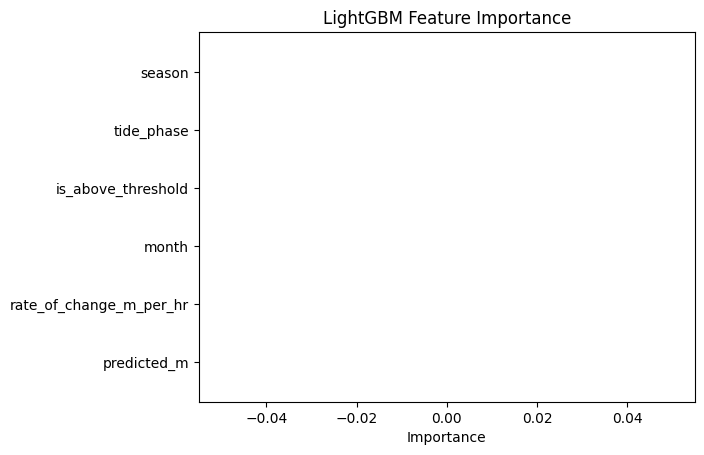 LightGBM Feature Importance
season
tide_phase
is_above_threshold
month
rate_of_change_m_per_hr
predicted_m
−0.04 −0.02 0.00 0.02 0.04
Importance